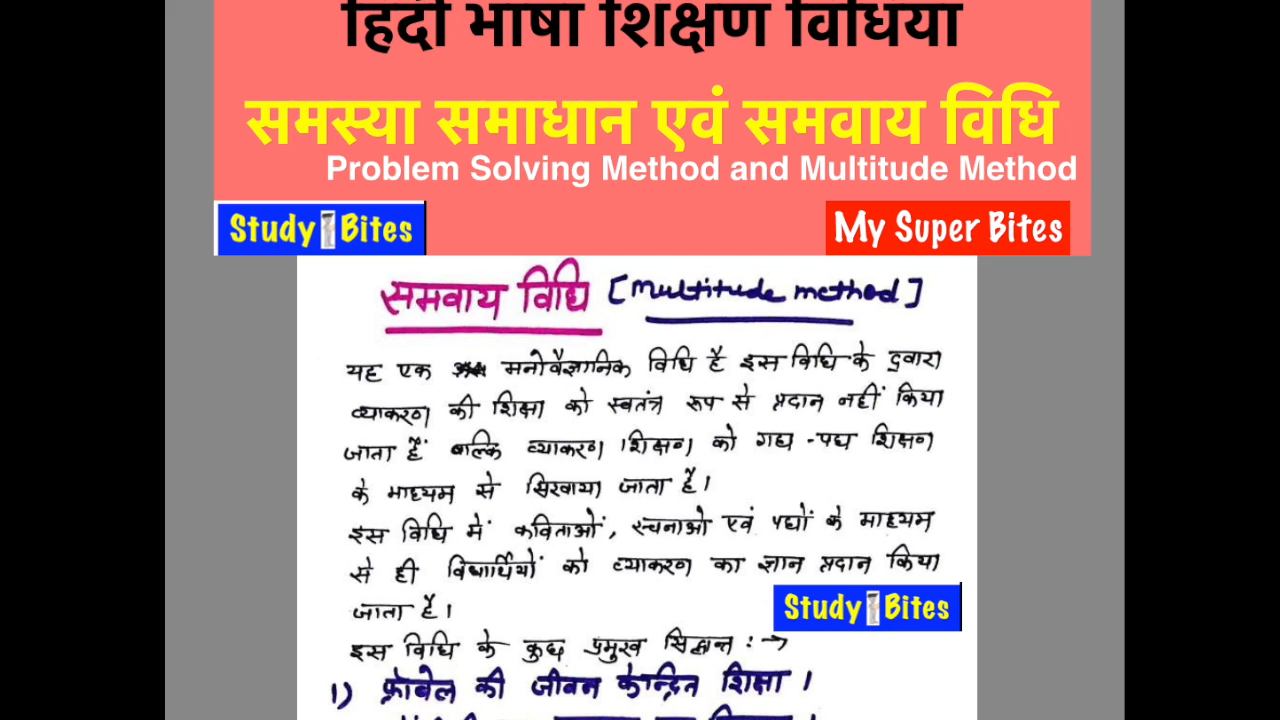 हिंदी भाषा शिक्षण विधियां
समस्या समाधान एवं समवाय विधि
Problem Solving Method and Multitude Method
Study Bites
My Super Bites
समवाय विधि [Multitude method]
यह एक मनोवैज्ञानिक विधि है इस विधि के दुवारा
व्याकरण की शिक्षा को स्वतंत्र रूप से प्रदान नहीं किया
जाता हैं बल्कि व्याकरण शिक्षण को गद्य -पद्य शिक्षण
के माध्यम से सिखाया जाता है।
इस विधि में कविताओं, रचनाओ एवं पद्यों के माध्यम
से ही विद्यार्थियों को व्याकरण का ज्ञान प्रदान किया
जाता है।
Study Bites
इस विधि के कुछ प्रमुख सिद्धान्त :→
1) फ्रोबेल की जीवन केन्द्रित शिक्षा।